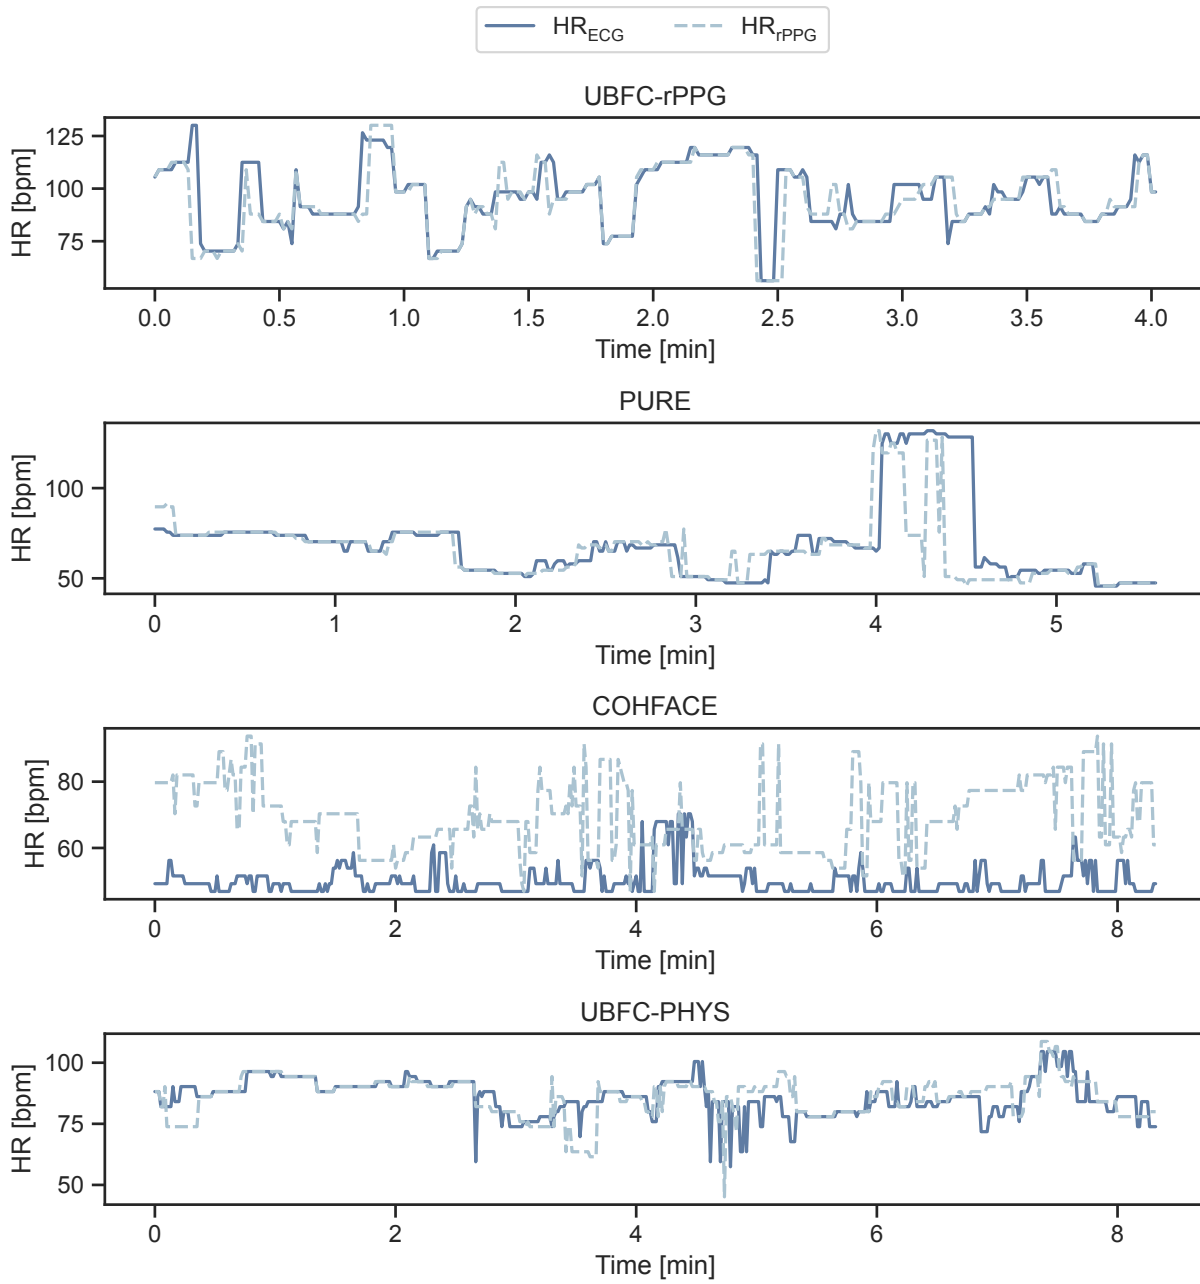 HR_ECG HR_rPPG
UBFC-rPPG
HR [bpm]
125
100
75
0.0 0.5 1.0 1.5 2.0 2.5 3.0 3.5 4.0
Time [min]
PURE
HR [bpm]
100
50
0 1 2 3 4 5
Time [min]
COHFACE
HR [bpm]
80
60
0 2 4 6 8
Time [min]
UBFC-PHYS
HR [bpm]
100
75
50
0 2 4 6 8
Time [min]